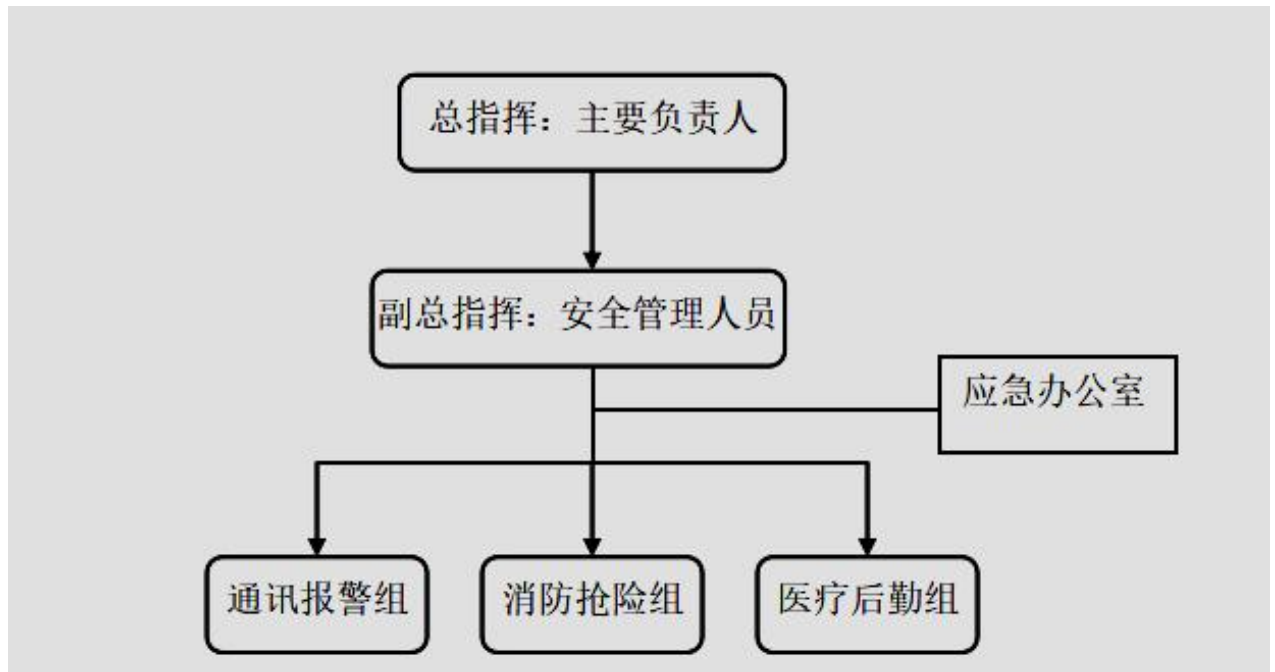 总指挥：主要负责人
副总指挥：安全管理人员
应急办公室
通讯报警组
消防抢险组
医疗后勤组